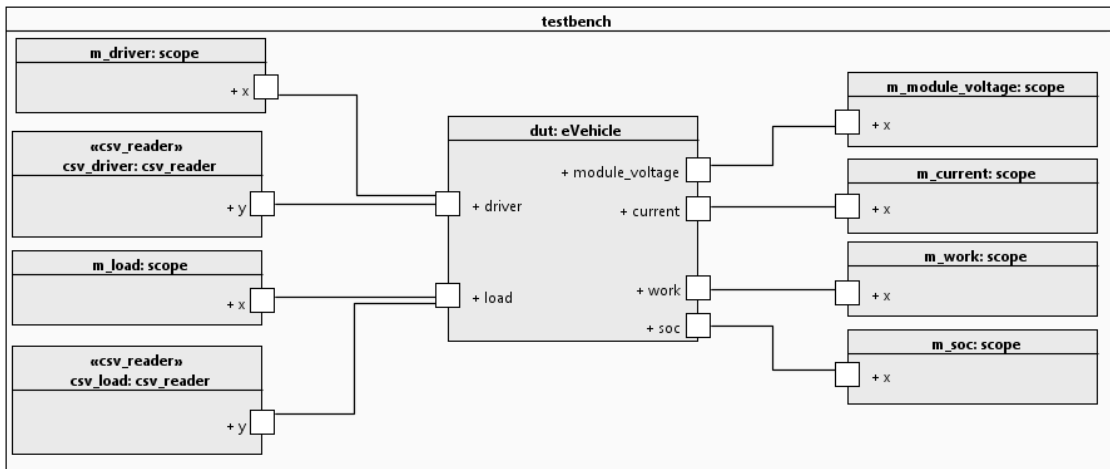 testbench
m_driver: scope
+ x
«csv_reader»
csv_driver: csv_reader
+ y
m_load: scope
+ x
«csv_reader»
csv_load: csv_reader
+ y
dut: eVehicle
+ module_voltage
+ driver
+ current
+ load
+ work
+ soc
m_module_voltage: scope
+ x
m_current: scope
+ x
m_work: scope
+ x
m_soc: scope
+ x